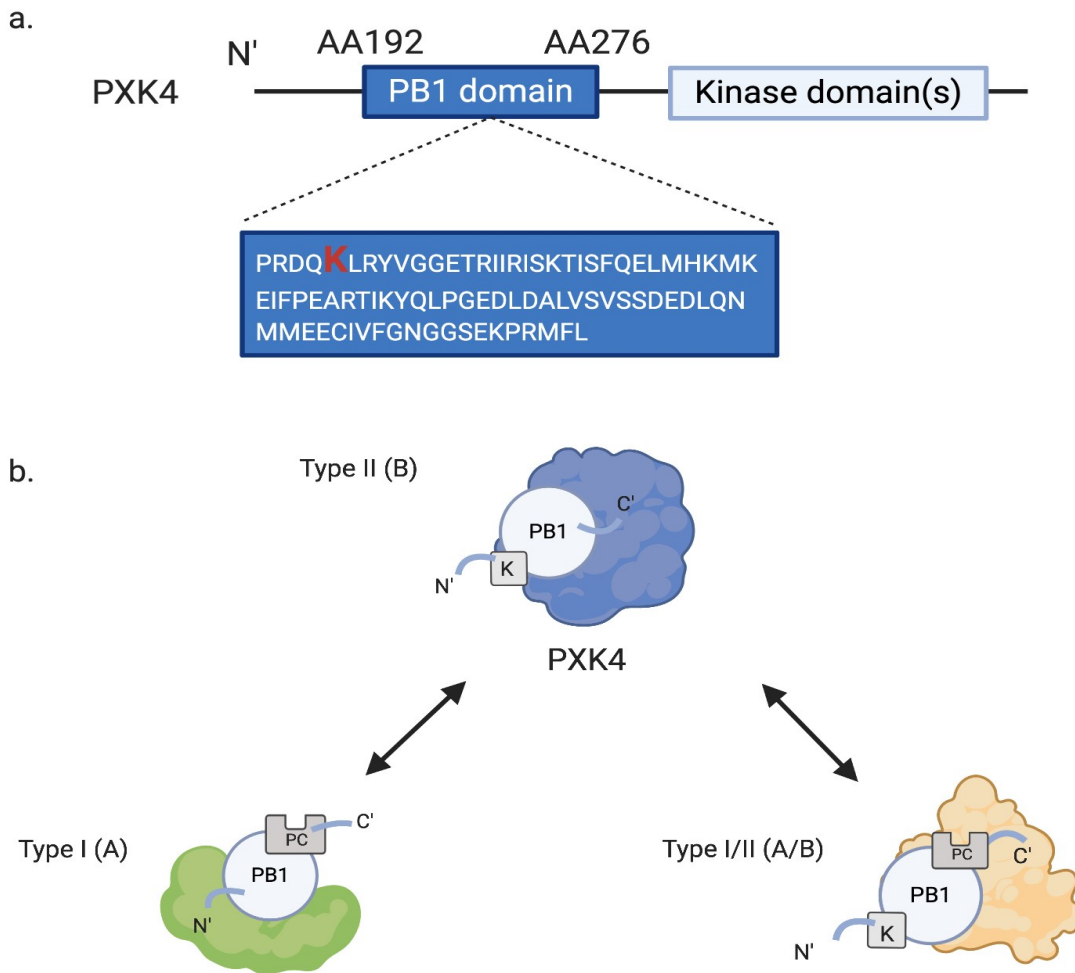 a.
N' AA192 AA276
PXK4 PB1 domain Kinase domain(s)
PRDQKLRYVGGETRIIRISKTISFQELMHKMK
EIFPEARTIKYQLPGEDLDALVSVSSDEDLQN
MMEECIVFGNGGSEKPRMFL
b.
Type II (B)
PB1 C'
N' K
PXK4
Type I (A)
PC C'
PB1
N'
Type I/II (A/B)
PC C'
PB1
N' K